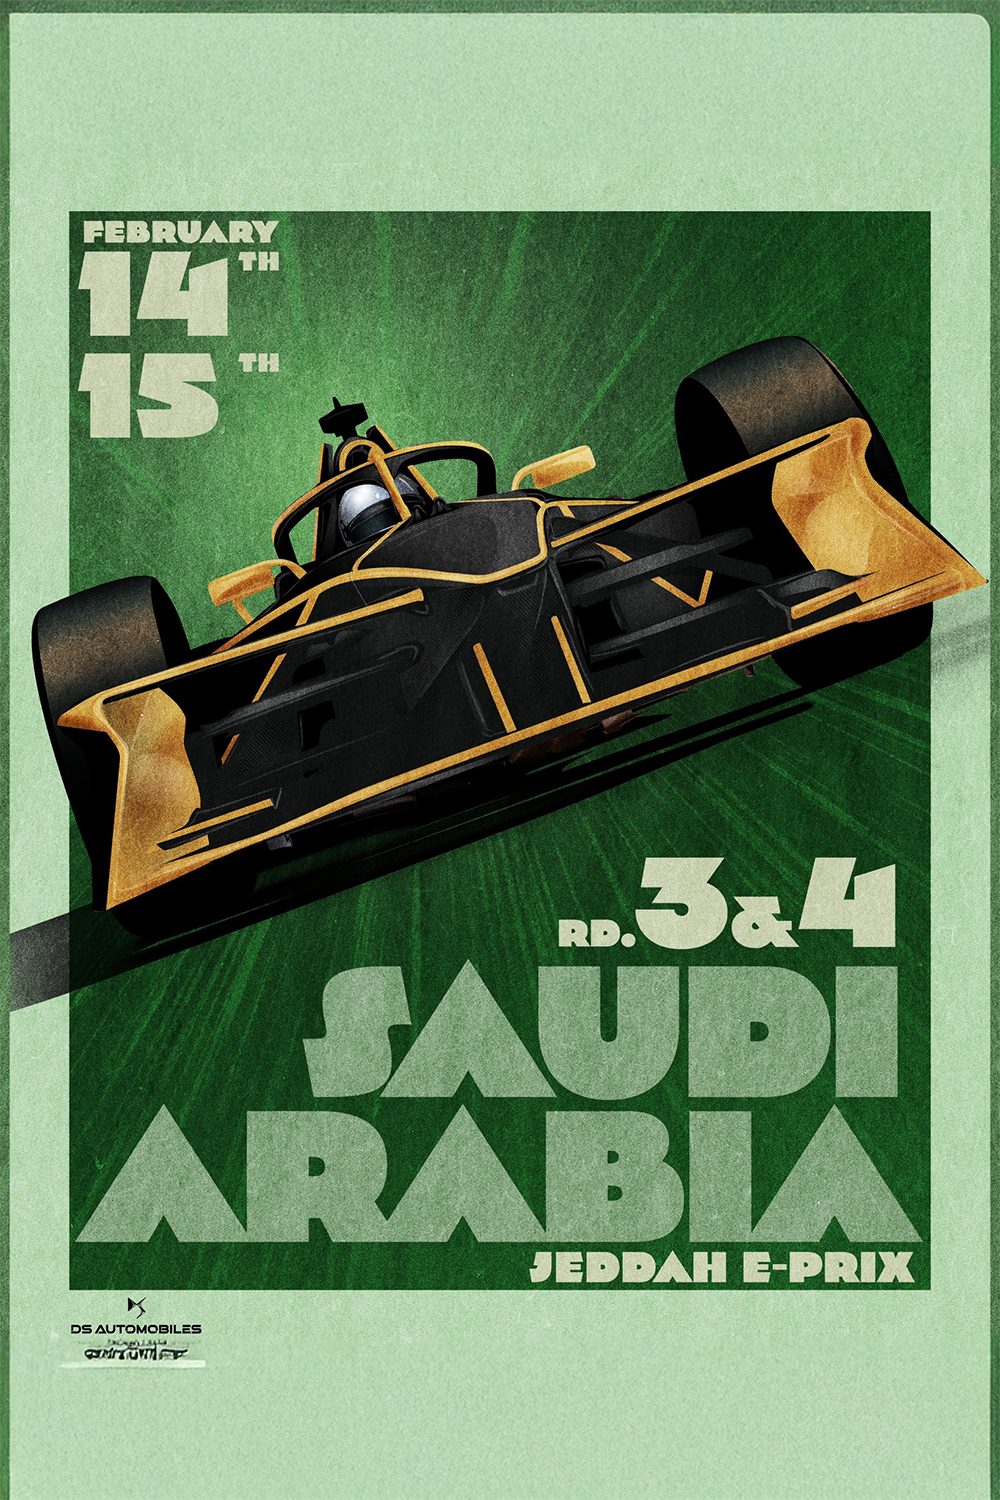 FEBRUARY
14TH
15TH
RD. 3&4
SAUDI
ARABIA
JEDDAH E-PRIX
DS AUTOMOBILES